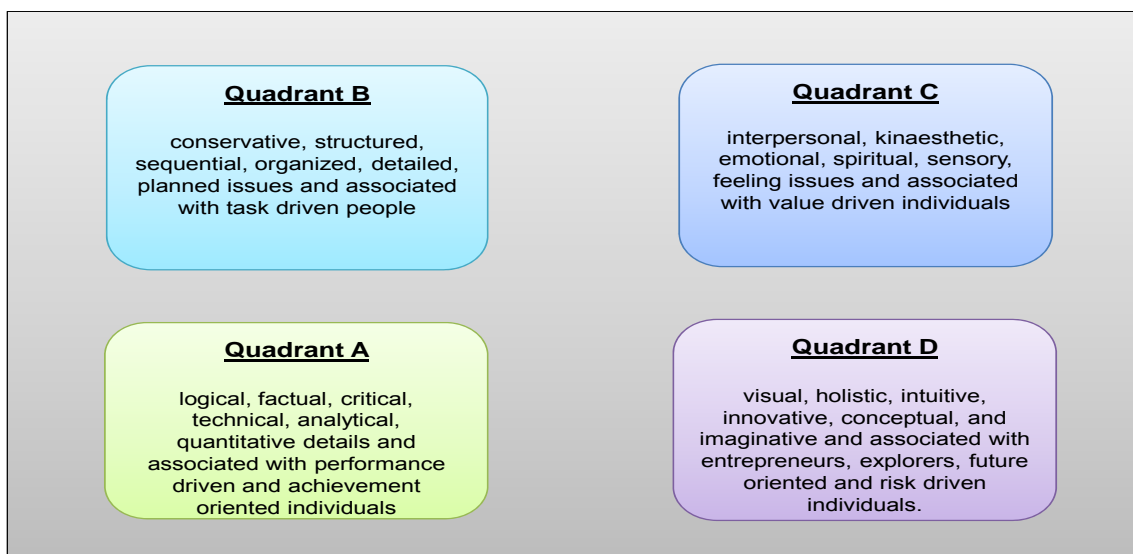 Quadrant B
conservative, structured,
sequential, organized, detailed,
planned issues and associated
with task driven people
Quadrant C
interpersonal, kinaesthetic,
emotional, spiritual, sensory,
feeling issues and associated
with value driven individuals
Quadrant A
logical, factual, critical,
technical, analytical,
quantitative details and
associated with performance
driven and achievement
oriented individuals
Quadrant D
visual, holistic, intuitive,
innovative, conceptual, and
imaginative and associated with
entrepreneurs, explorers, future
oriented and risk driven
individuals.